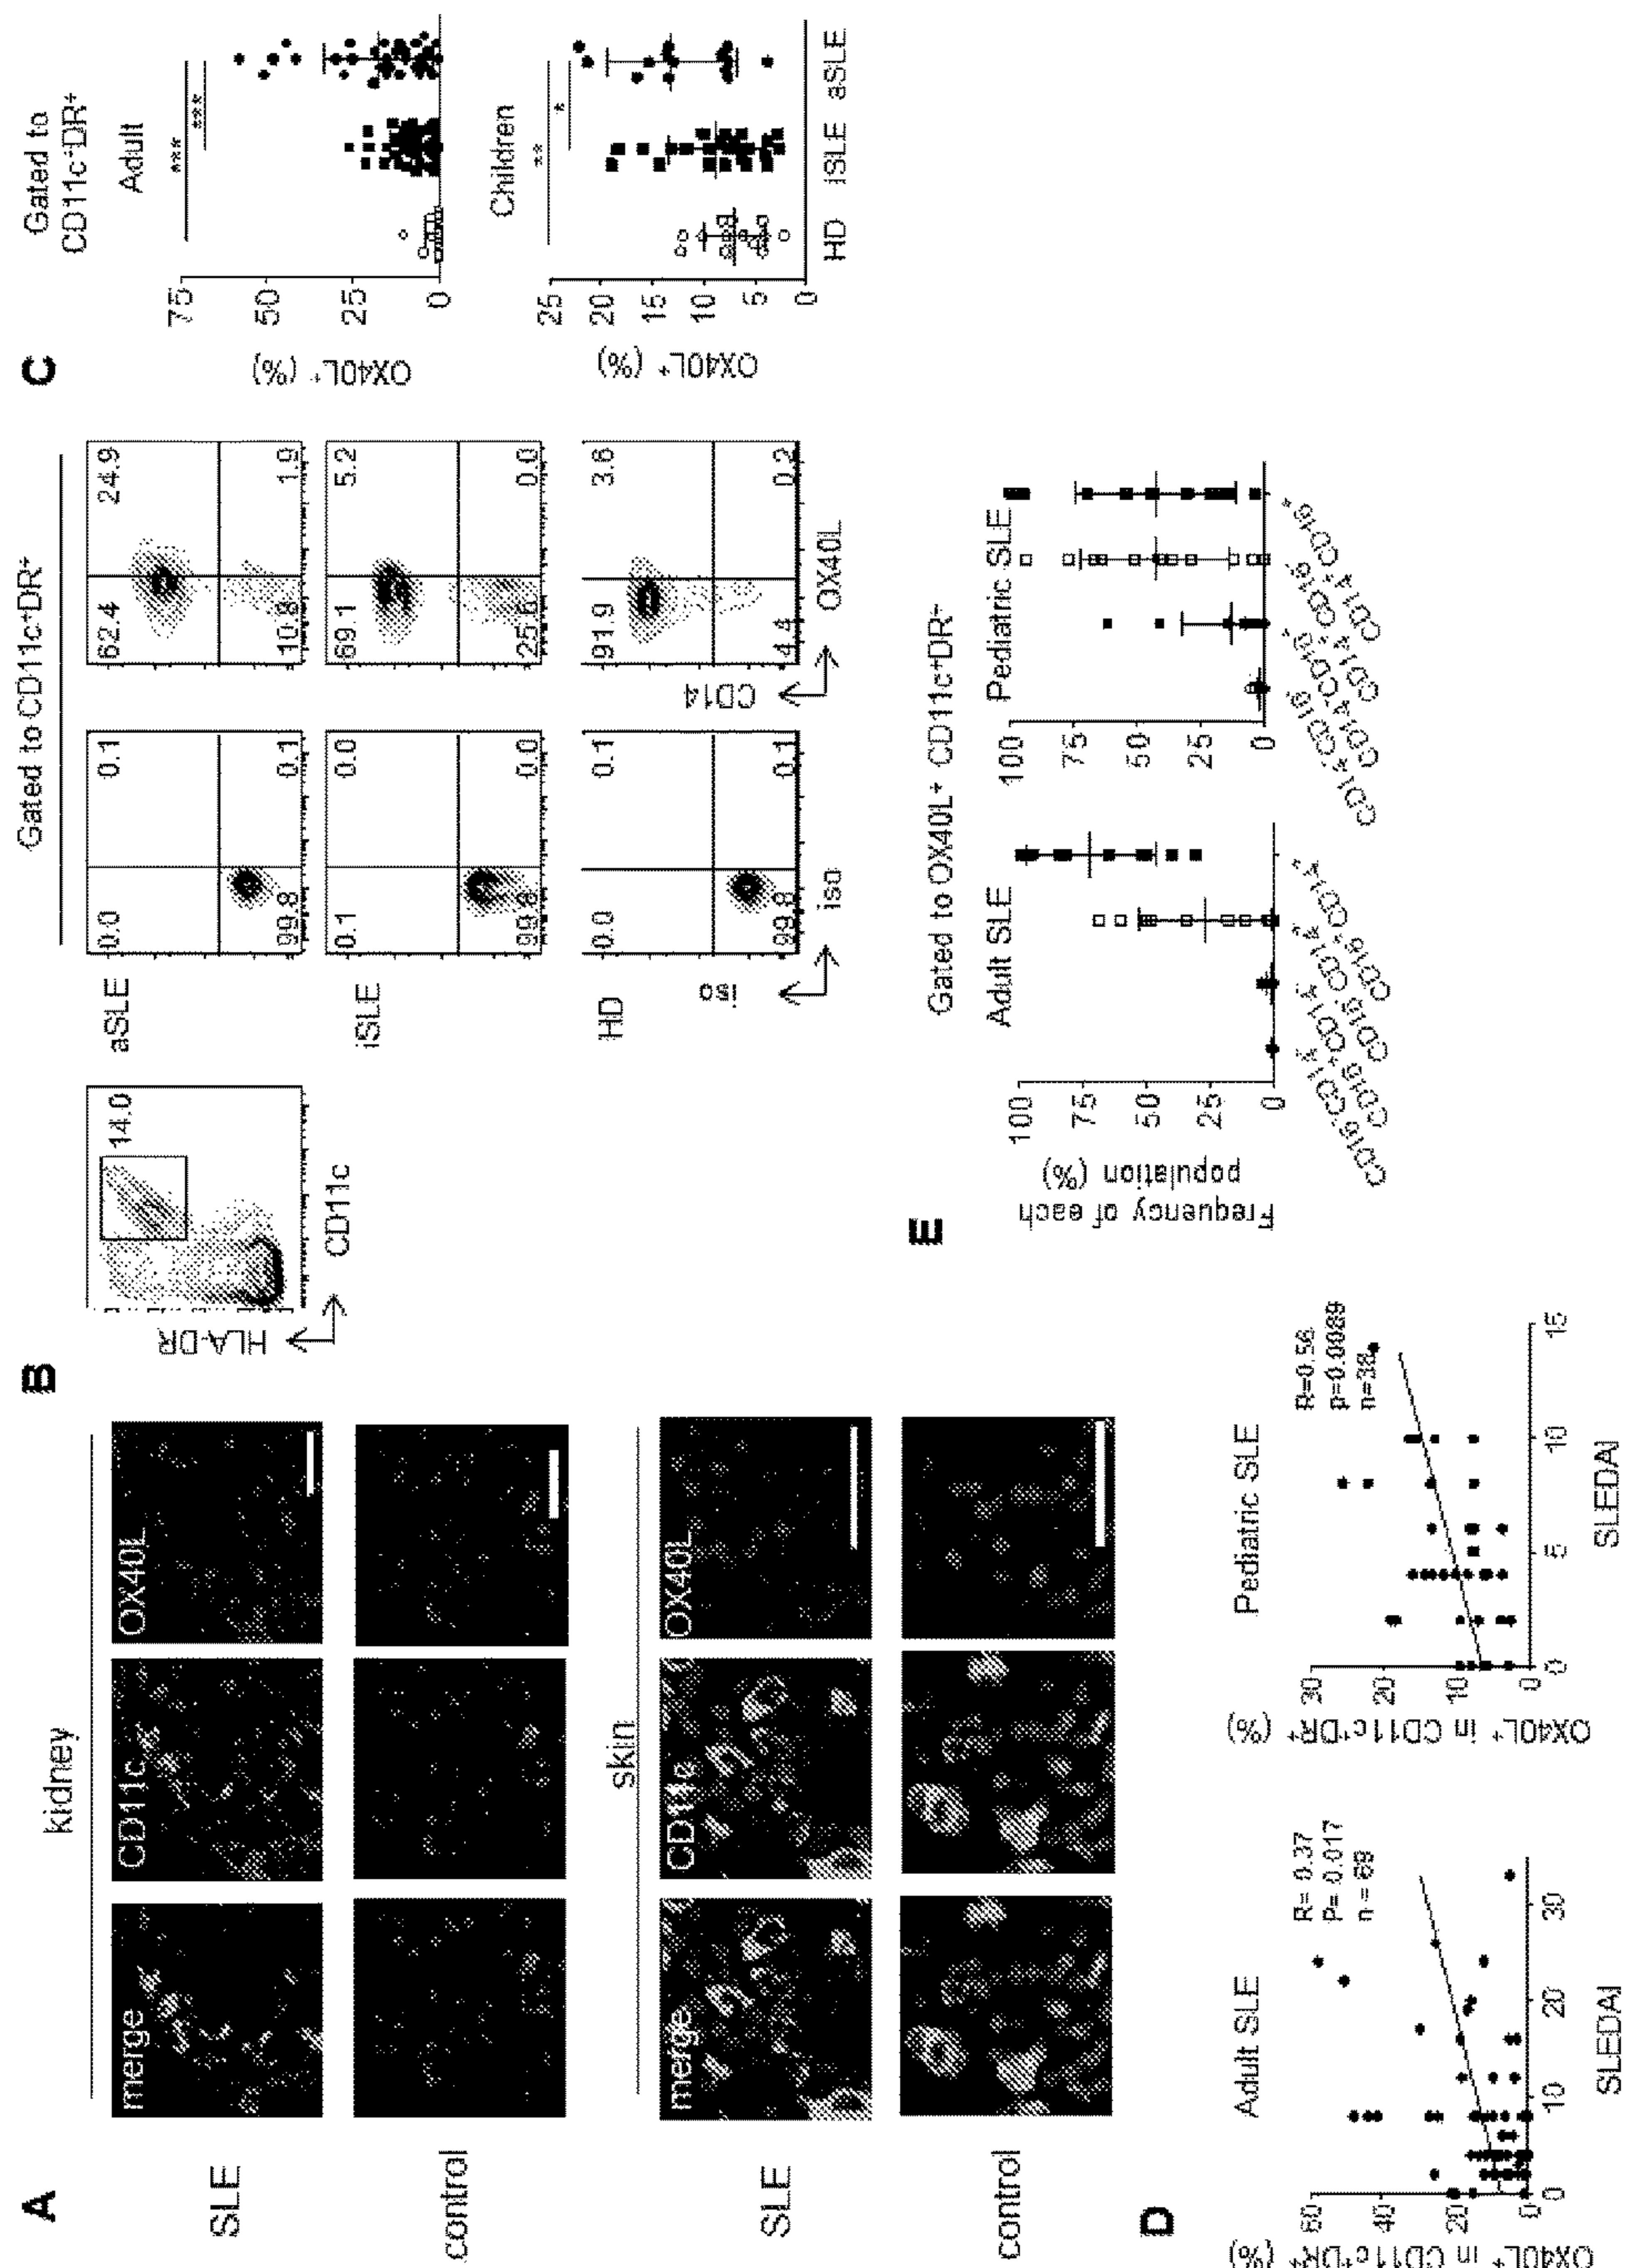 A
kidney
merge
CD11c
OX40L
SLE
control
skin
merge
CD11c
OX40L
SLE
control
B
HLA-DR
CD11c
14.0
Gated to CD11c⁺DR⁺
aSLE
0.0
0.1
99.8
0.1
62.4
24.9
10.8
1.9
iSLE
0.1
0.0
99.8
0.0
69.1
5.2
25.6
0.0
HD
0.0
0.1
99.8
0.1
91.9
3.6
4.4
0.2
iso
iso
CD14
OX40L
C
Gated to
CD11c⁺DR⁺
Adult
***
***
75
50
25
0
OX40L⁺ (%)
Children
**
*
25
20
15
10
5
0
OX40L⁺ (%)
HD
iSLE
aSLE
D
Adult SLE
R= 0.37
P= 0.017
n = 69
60
40
20
0
OX40L⁺ in CD11c⁺DR⁺
(%)
0
10
20
30
SLEDAI
Pediatric SLE
R=0.56
p=0.0089
n=38
30
20
10
0
OX40L⁺ in CD11c⁺DR⁺ (%)
0
5
10
15
SLEDAI
E
Gated to OX40L⁺ CD11c⁺DR⁺
Adult SLE
Frequency of each
population (%)
100
75
50
25
0
Pediatric SLE
100
75
50
25
0